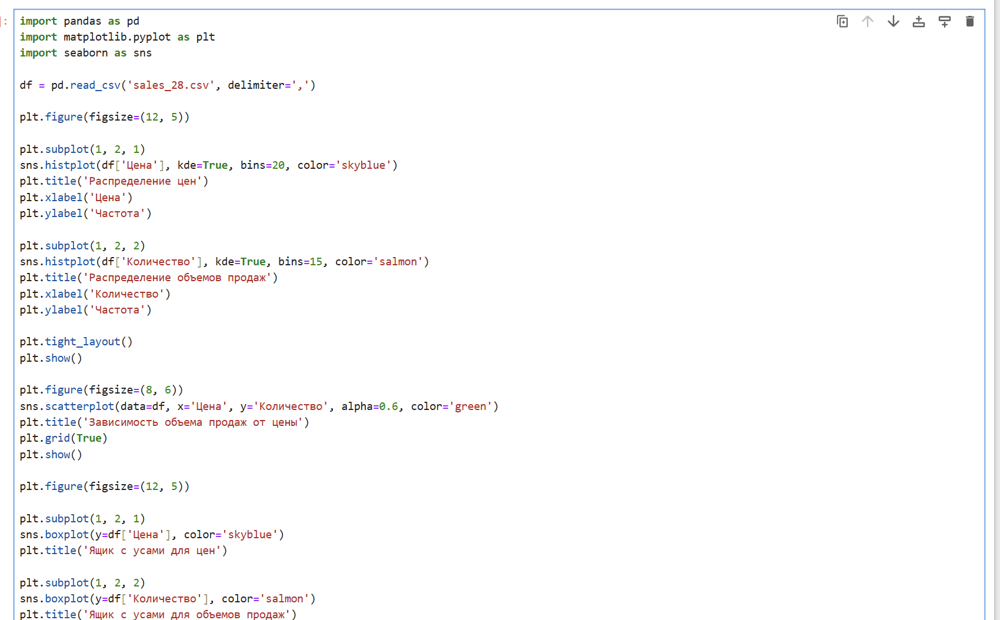 ]:
import pandas as pd
import matplotlib.pyplot as plt
import seaborn as sns
df = pd.read_csv('sales_28.csv', delimiter=',')
plt.figure(figsize=(12, 5))
plt.subplot(1, 2, 1)
sns.histplot(df['Цена'], kde=True, bins=20, color='skyblue')
plt.title('Распределение цен')
plt.xlabel('Цена')
plt.ylabel('Частота')
plt.subplot(1, 2, 2)
sns.histplot(df['Количество'], kde=True, bins=15, color='salmon')
plt.title('Распределение объемов продаж')
plt.xlabel('Количество')
plt.ylabel('Частота')
plt.tight_layout()
plt.show()
plt.figure(figsize=(8, 6))
sns.scatterplot(data=df, x='Цена', y='Количество', alpha=0.6, color='green')
plt.title('Зависимость объема продаж от цены')
plt.grid(True)
plt.show()
plt.figure(figsize=(12, 5))
plt.subplot(1, 2, 1)
sns.boxplot(y=df['Цена'], color='skyblue')
plt.title('Ящик с усами для цен')
plt.subplot(1, 2, 2)
sns.boxplot(y=df['Количество'], color='salmon')
plt.title('Ящик с усами для объемов продаж')